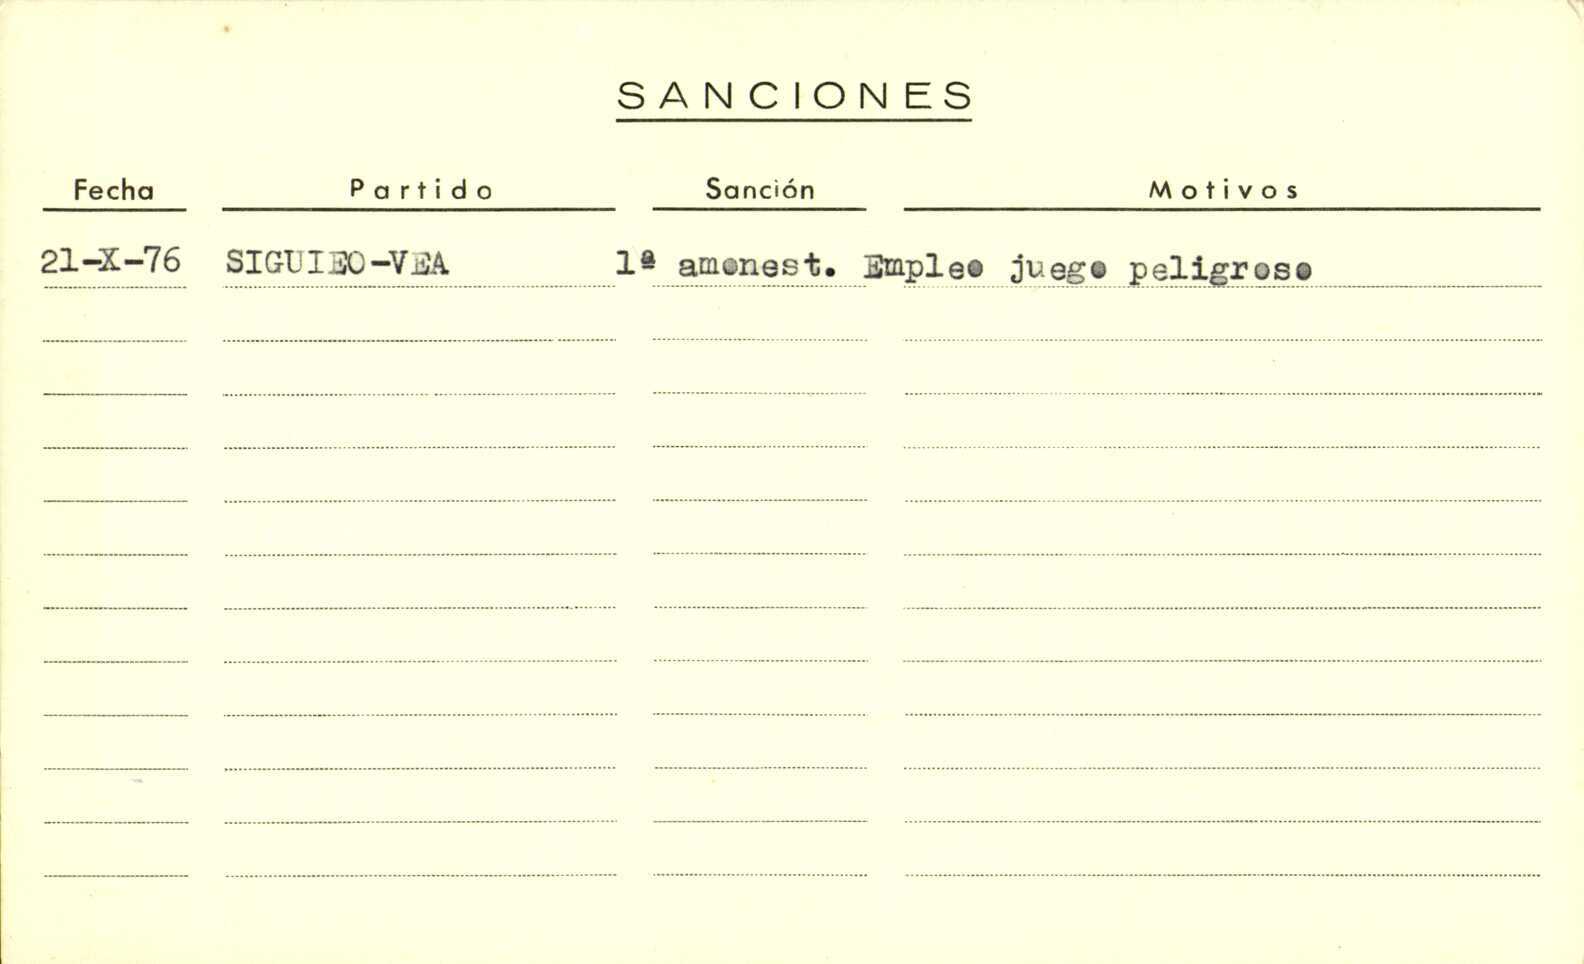 SANCIONES
Fecha Partido Sanción Motivos
21-X-76 SIGUIEO-VEA 1ª amonest. Empleo juego peligroso